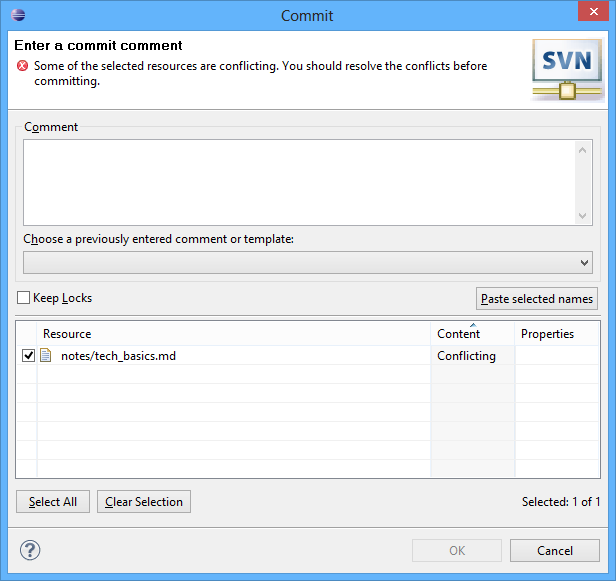 Commit
Enter a commit comment
Some of the selected resources are conflicting. You should resolve the conflicts before
committing.
SVN
Comment
Choose a previously entered comment or template:
Keep Locks
Paste selected names
Resource Content Properties
notes/tech_basics.md Conflicting
Select All Clear Selection Selected: 1 of 1
? OK Cancel